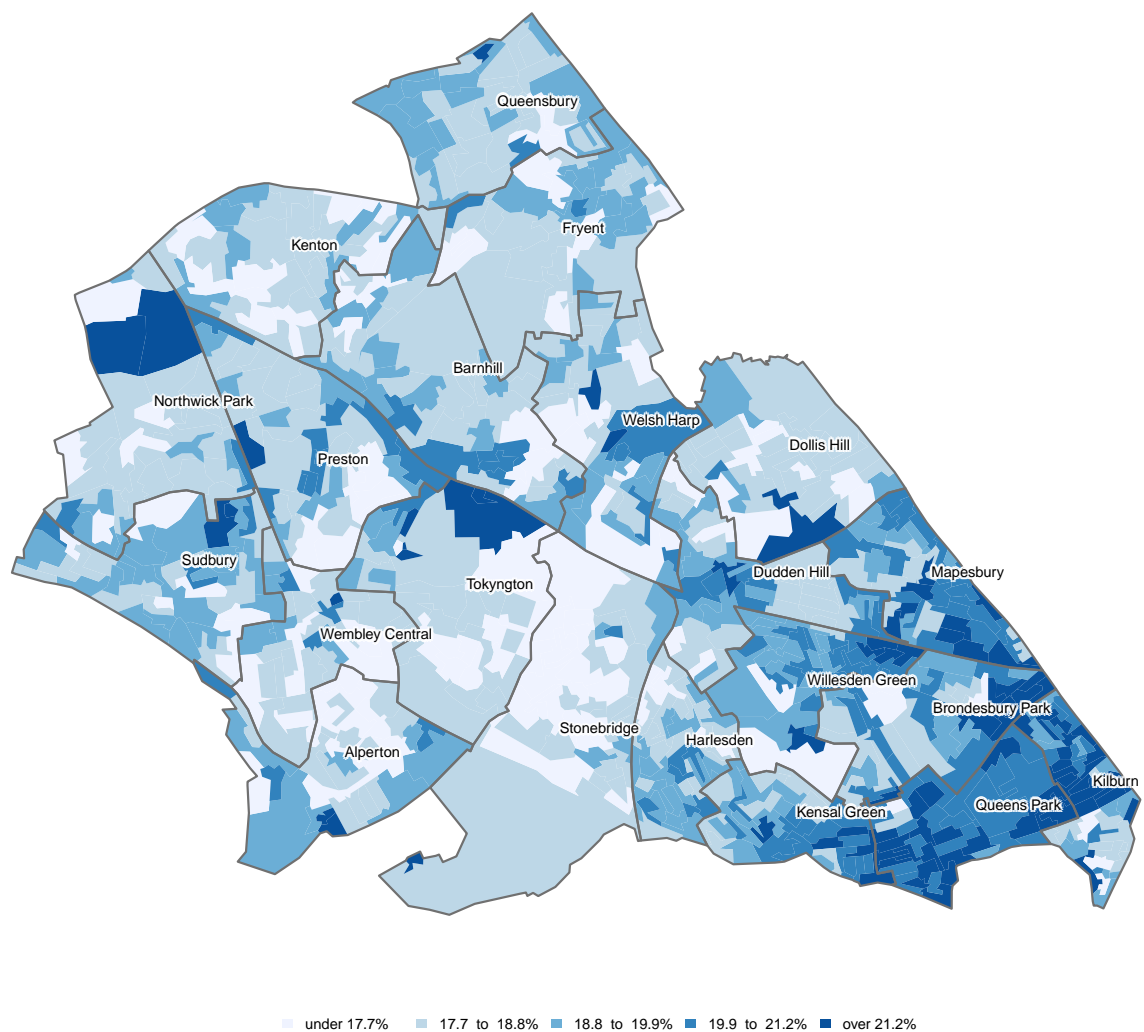 Queensbury
Fryent
Kenton
Barnhill
Northwick Park
Welsh Harp
Dollis Hill
Preston
Sudbury
Dudden Hill
Mapesbury
Tokyngton
Wembley Central
Willesden Green
Brondesbury Park
Stonebridge
Harlesden
Alperton
Kilburn
Queens Park
Kensal Green
under 17.7% 17.7 to 18.8% 18.8 to 19.9% 19.9 to 21.2% over 21.2%